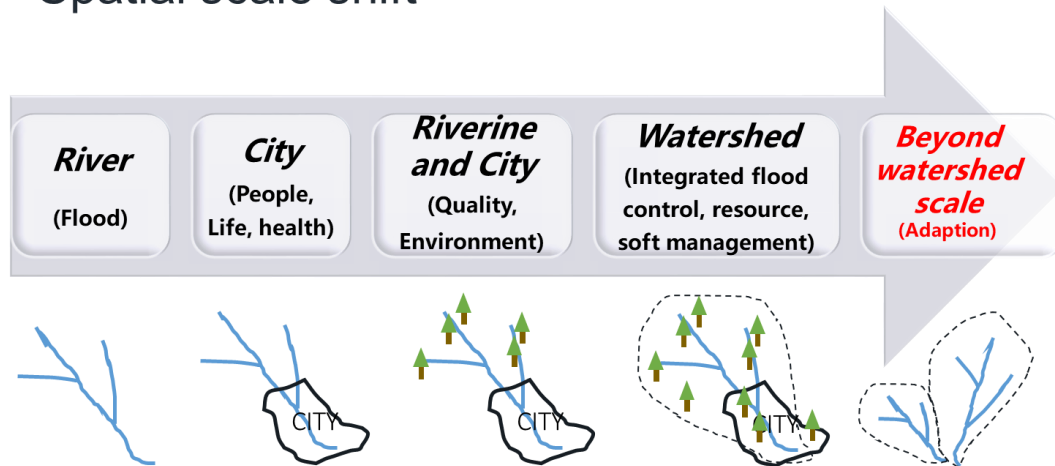 Spatial scale shift
River
(Flood)
City
(People,
Life, health)
Riverine
and City
(Quality,
Environment)
Watershed
(Integrated flood
control, resource,
soft management)
Beyond
watershed
scale
(Adaption)
CITY
CITY
CITY